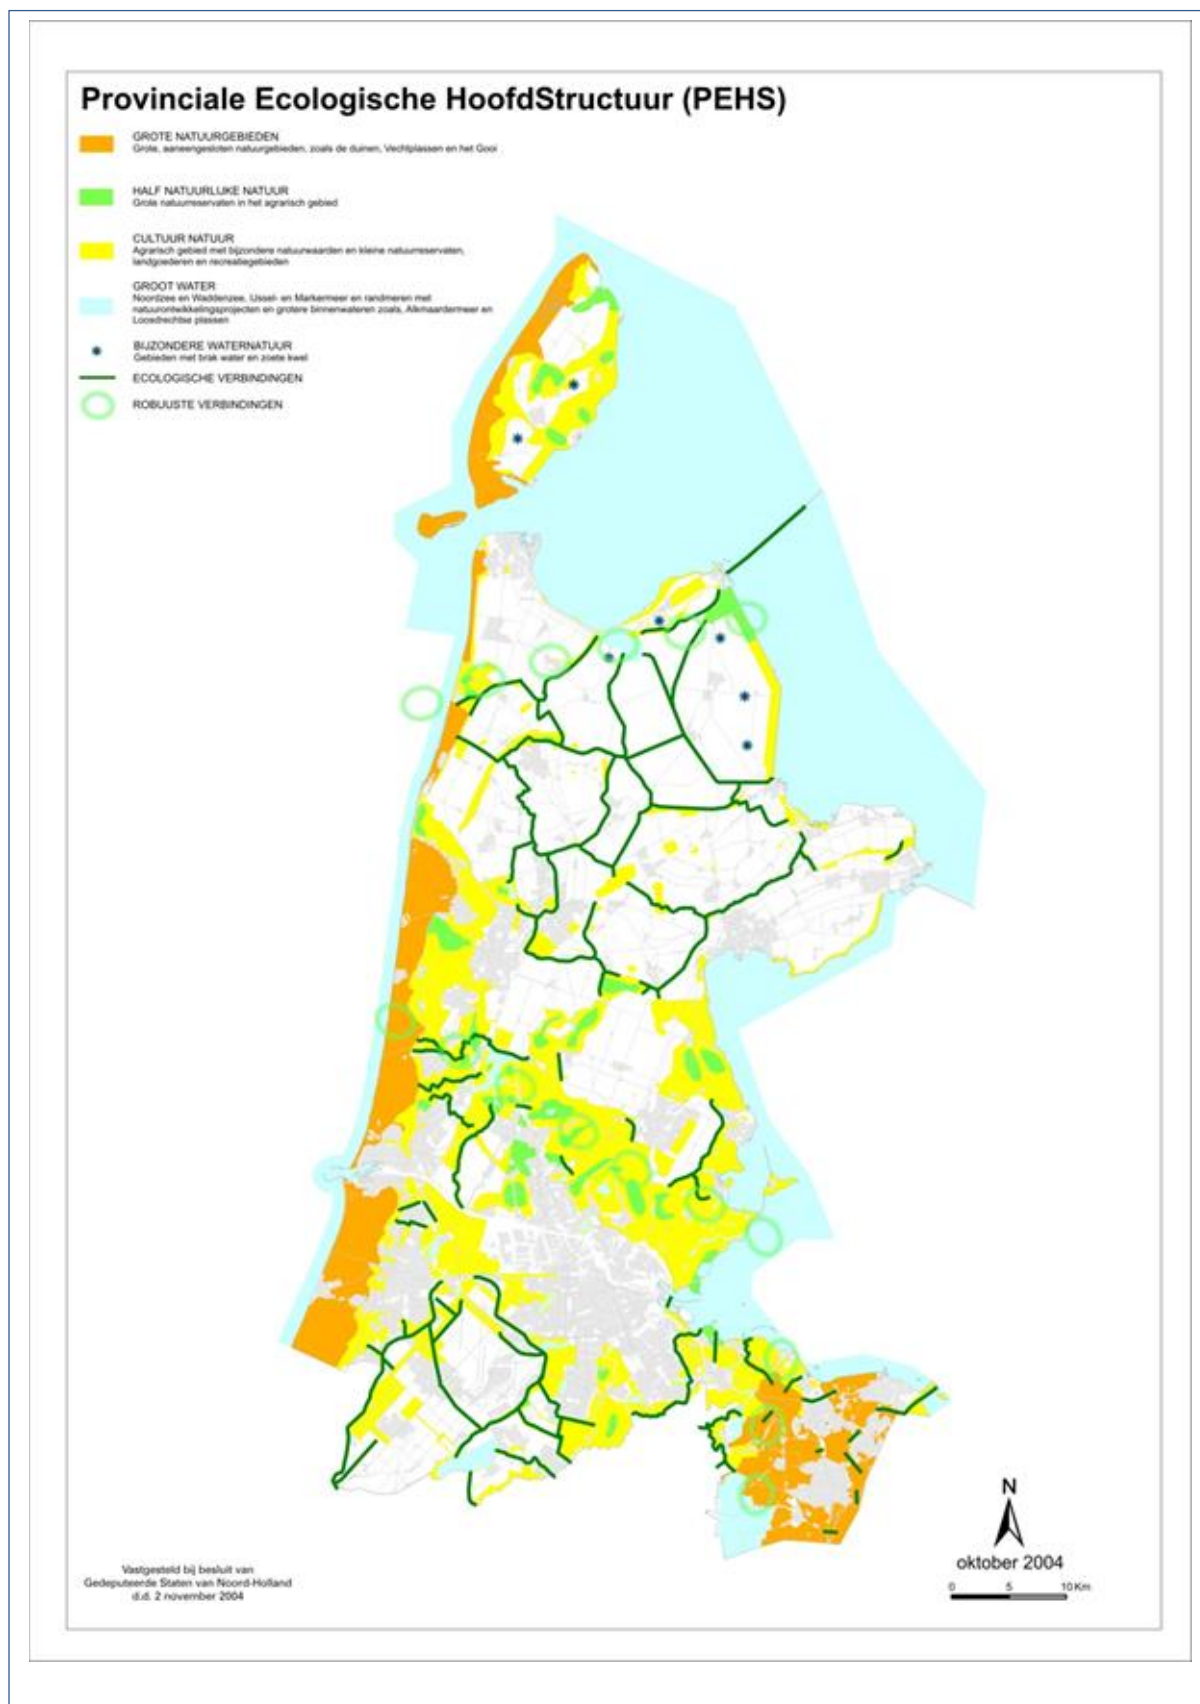 Provinciale Ecologische HoofdStructuur (PEHS)
GROTE NATUURGEBIEDEN
Grote, aaneengesloten natuurgebieden, zoals de duinen, Vechtplassen en het Gooi
HALF NATUURLIJKE NATUUR
Grote natuurreservaten in het agrarisch gebied
CULTUUR NATUUR
Agrarisch gebied met bijzondere natuurwaarden en kleine natuurreservaten,
landgoederen en recreatiegebieden
GROOT WATER
Noordzee en Waddenzee, IJssel- en Markermeer en randmeren met
natuurontwikkelingsprojecten en grotere binnenwateren zoals, Alkmaardermeer en
Loosdrechtse plassen
BIJZONDERE WATERNATUUR
Gebieden met brak water en zoete kwel
ECOLOGISCHE VERBINDINGEN
ROBUUSTE VERBINDINGEN
N
oktober 2004
0 5 10 Km
Vastgesteld bij besluit van
Gedeputeerde Staten van Noord-Holland
d.d. 2 november 2004